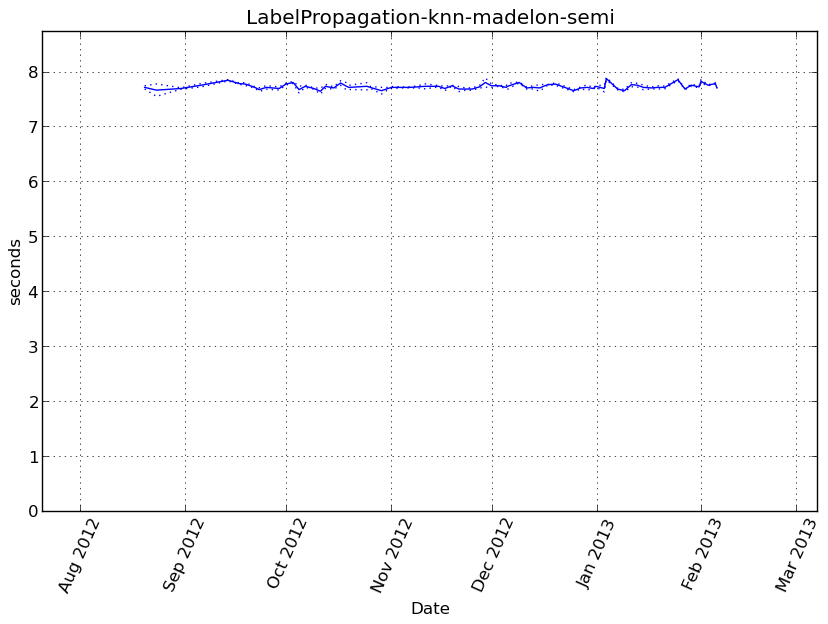 LabelPropagation-knn-madelon-semi
8
7
6
5
4
3
2
1
0
seconds
Aug 2012
Sep 2012
Oct 2012
Nov 2012
Dec 2012
Jan 2013
Feb 2013
Mar 2013
Date